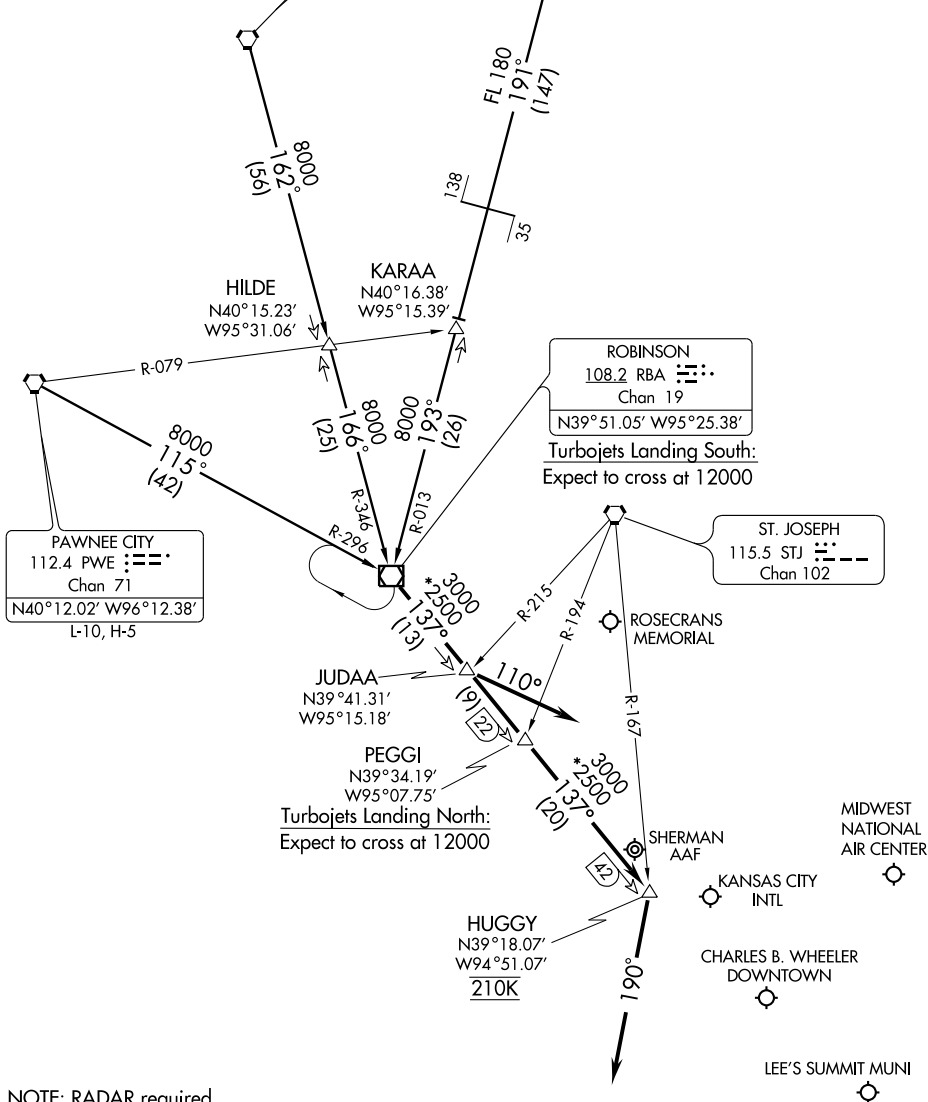 FL 180
191°
(147)
8000
162°
(56)
138
35
HILDE
N40°15.23'
W95°31.06'
KARAA
N40°16.38'
W95°15.39'
R-079
ROBINSON
108.2 RBA
Chan 19
N39°51.05' W95°25.38'
Turbojets Landing South:
Expect to cross at 12000
8000
166°
(25)
8000
193°
(26)
8000
115°
(42)
R-346
R-013
R-296
PAWNEE CITY
112.4 PWE
Chan 71
N40°12.02' W96°12.38'
L-10, H-5
ST. JOSEPH
115.5 STJ
Chan 102
R-215
R-194
R-167
ROSECRANS
MEMORIAL
3000
*2500
137°
(13)
JUDAA
N39°41.31'
W95°15.18'
110°
(9)
22
PEGGI
N39°34.19'
W95°07.75'
Turbojets Landing North:
Expect to cross at 12000
3000
*2500
137°
(20)
SHERMAN
AAF
42
MIDWEST
NATIONAL
AIR CENTER
KANSAS CITY
INTL
HUGGY
N39°18.07'
W94°51.07'
210K
CHARLES B. WHEELER
DOWNTOWN
190°
LEE'S SUMMIT MUNI
NOTE: RADAR required